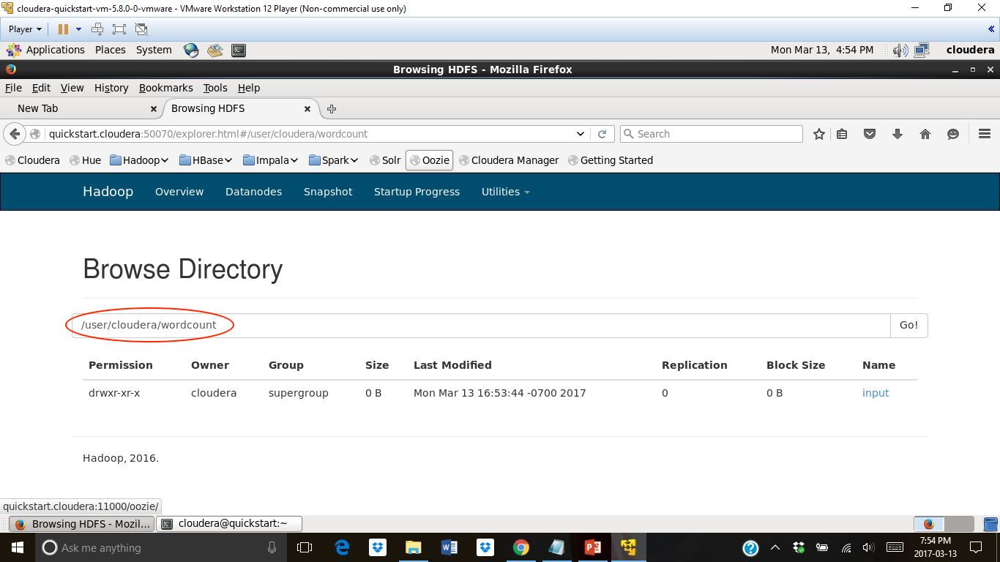 cloudera-quickstart-vm-5.8.0-0-vmware - VMware Workstation 12 Player (Non-commercial use only)
Player
Applications Places System Mon Mar 13, 4:54 PM cloudera
Browsing HDFS - Mozilla Firefox
File Edit View History Bookmarks Tools Help
New Tab Browsing HDFS
quickstart.cloudera:50070/explorer.html#/user/cloudera/wordcount Search
Cloudera Hue Hadoop HBase Impala Spark Solr Oozie Cloudera Manager Getting Started
Hadoop Overview Datanodes Snapshot Startup Progress Utilities
Browse Directory
/user/cloudera/wordcount Go!
Permission Owner Group Size Last Modified Replication Block Size Name
drwxr-xr-x cloudera supergroup 0 B Mon Mar 13 16:53:44 -0700 2017 0 0 B input
Hadoop, 2016.
quickstart.cloudera:11000/oozie/
Browsing HDFS - Mozil... cloudera@quickstart:~
Ask me anything 7:54 PM
2017-03-13